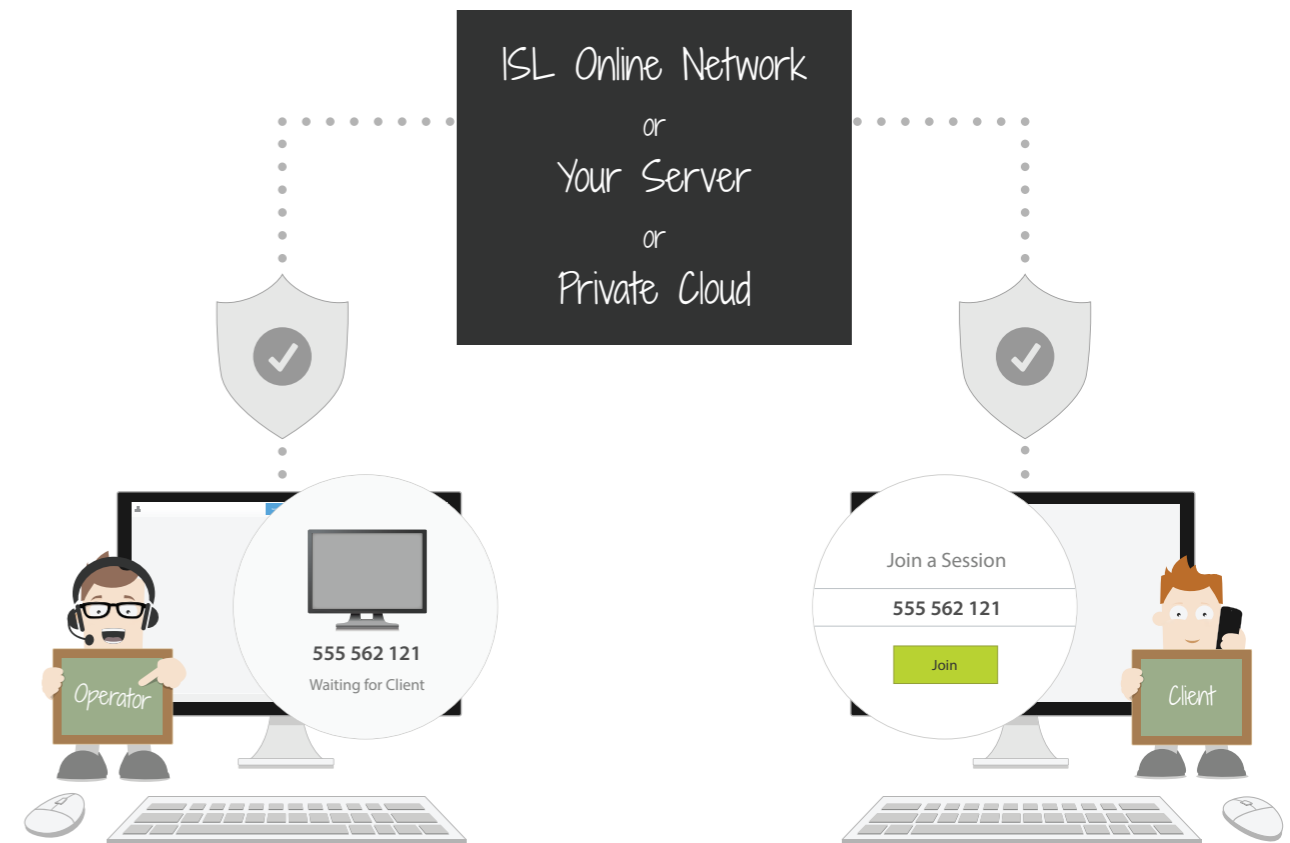 ISL Online Network
or
Your Server
or
Private Cloud
555 562 121
Waiting for Client
Operator
Join a Session
555 562 121
Join
Client